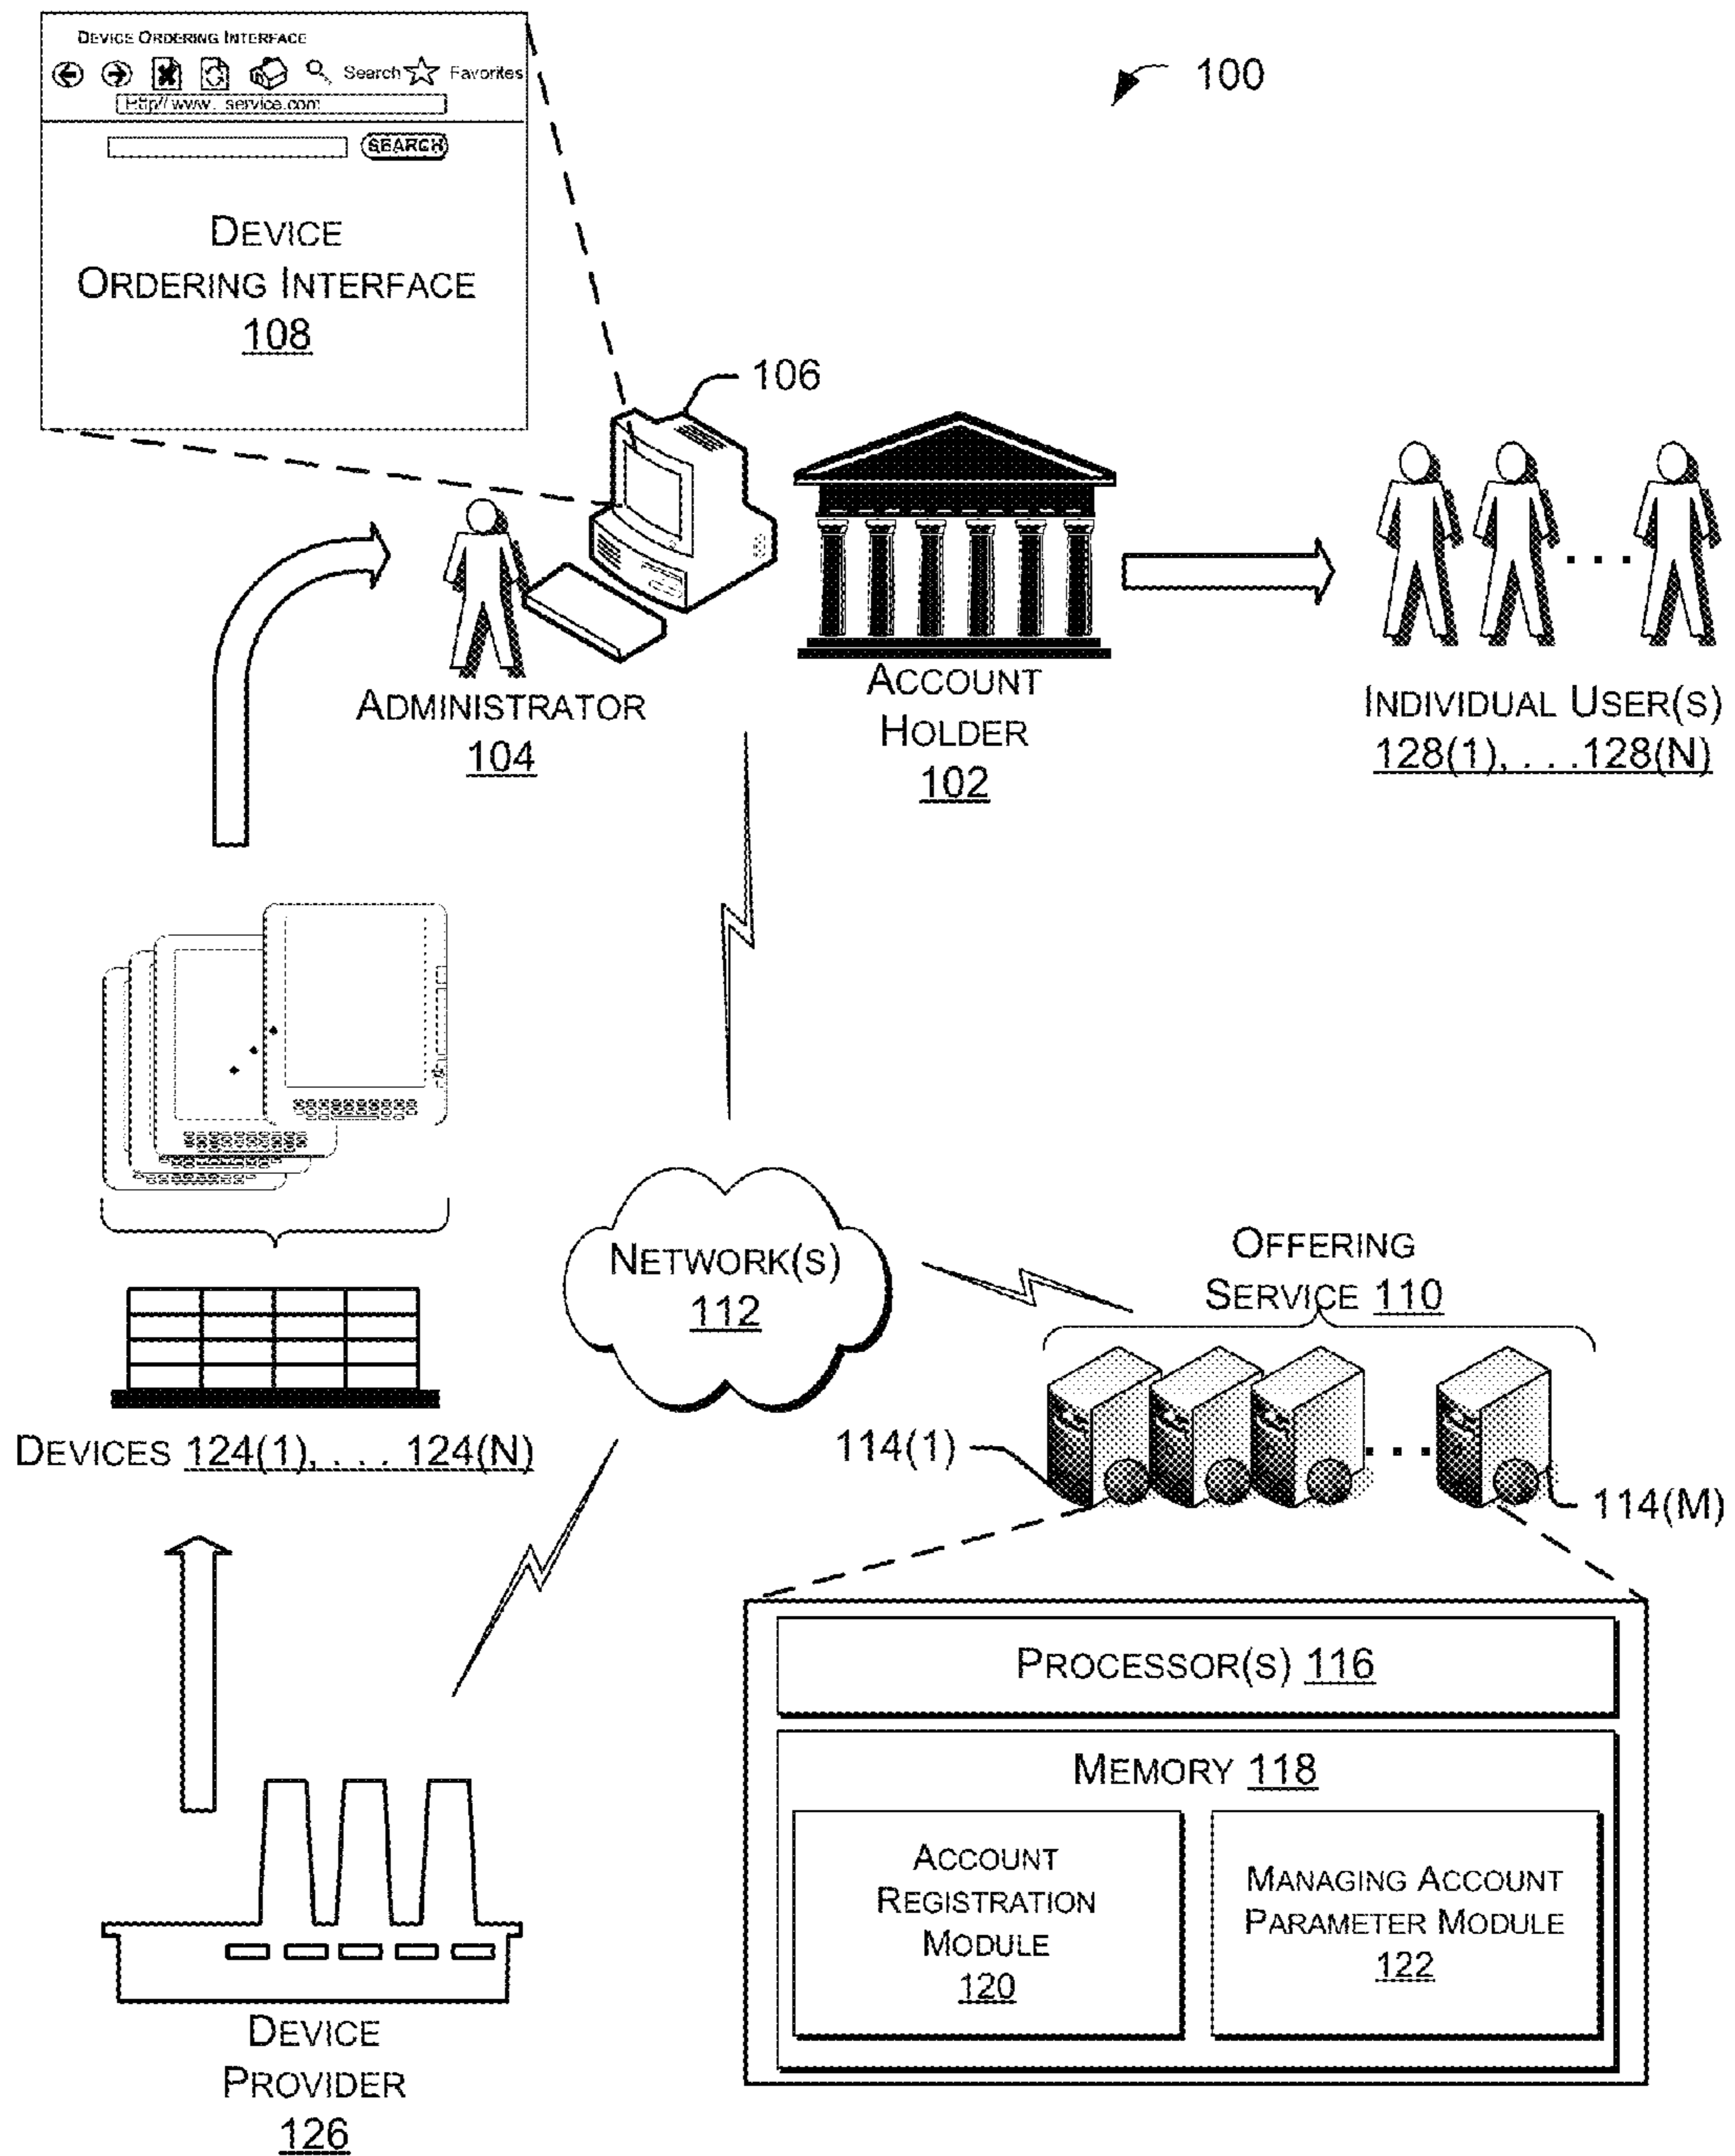 DEVICE ORDERING INTERFACE
Search
Favorites
Http// www. service.com
SEARCH
DEVICE
ORDERING INTERFACE
108
100
106
ADMINISTRATOR
104
ACCOUNT
HOLDER
102
INDIVIDUAL USER(S)
128(1), . . .128(N)
NETWORK(S)
112
OFFERING
SERVICE 110
DEVICES 124(1), . . . 124(N)
114(1)
114(M)
PROCESSOR(S) 116
MEMORY 118
ACCOUNT
REGISTRATION
MODULE
120
MANAGING ACCOUNT
PARAMETER MODULE
122
DEVICE
PROVIDER
126